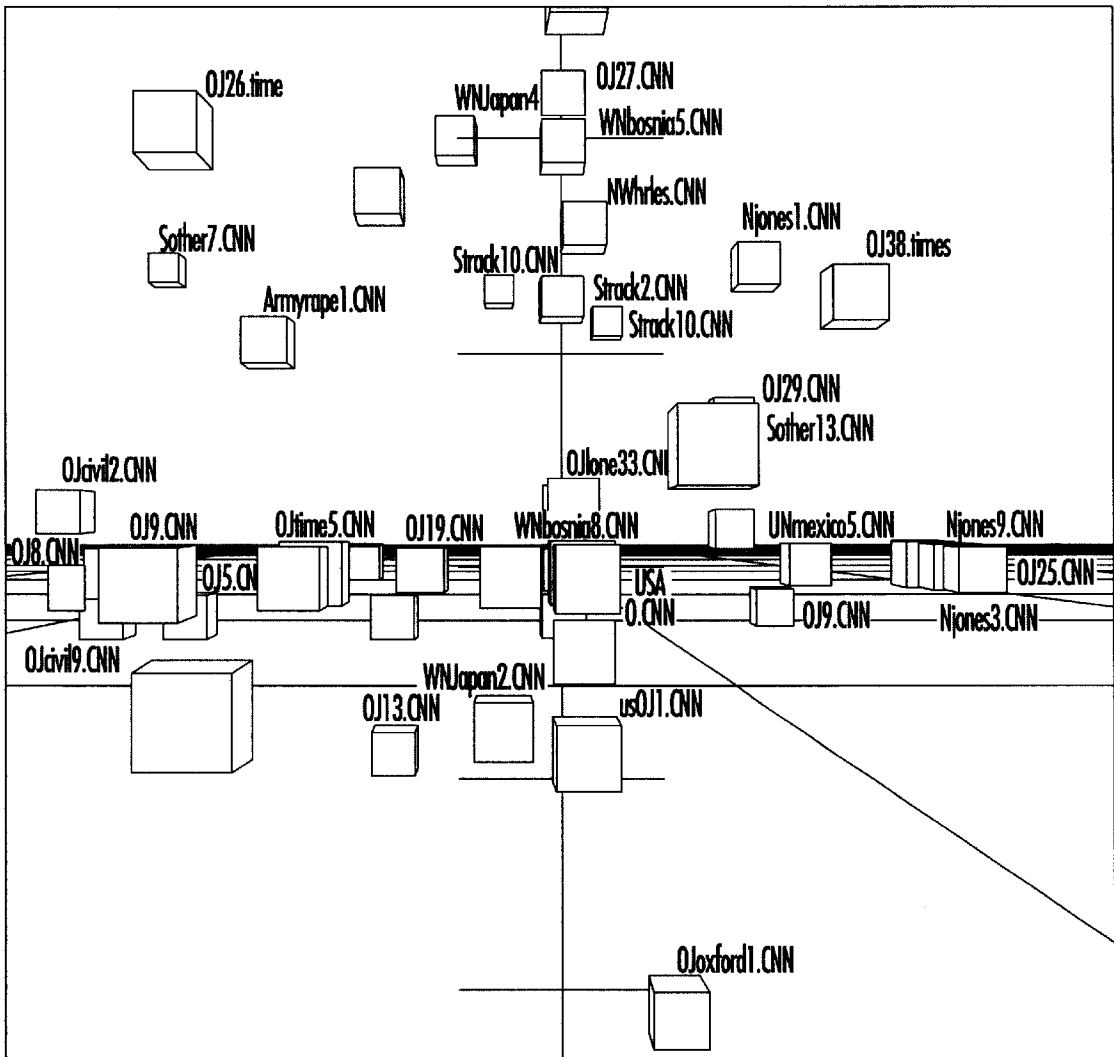 OJ27.CNN
OJ26.time
WNJapan4
WNbosnia5.CNN
NWhrles.CNN
Njones1.CNN
Sother7.CNN
OJ38.times
Strack10.CNN
Strack2.CNN
Armyrape1.CNN
Strack10.CNN
OJ29.CNN
Sother13.CNN
OJlone33.CNI
OJcivil2.CNN
OJ9.CNN
OJtime5.CNN
OJ19.CNN
WNbosnia8.CNN
UNmexico5.CNN
Njones9.CNN
OJ8.CNN
OJ5.CN
USA
OJ25.CNN
O.CNN
OJ9.CNN
Njones3.CNN
OJcivil9.CNN
WNJapan2.CNN
OJ13.CNN
usOJ1.CNN
OJoxford1.CNN